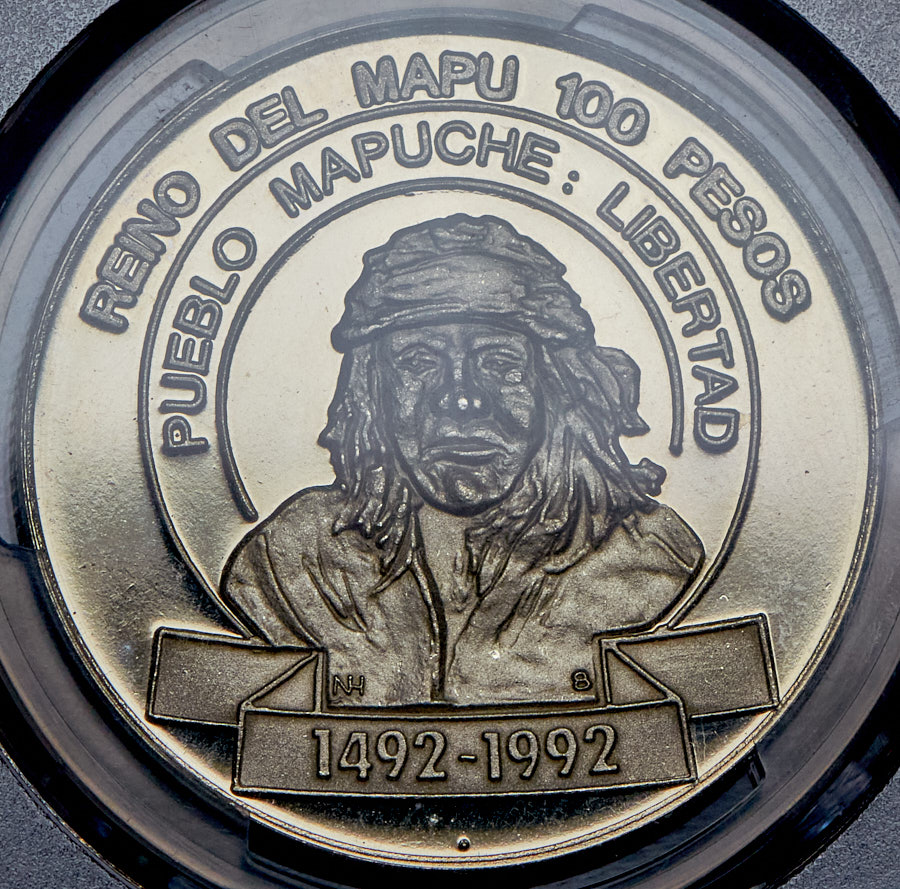 REINO DEL MAPU 100 PESOS
PUEBLO MAPUCHE: LIBERTAD
NH 8
1492-1992